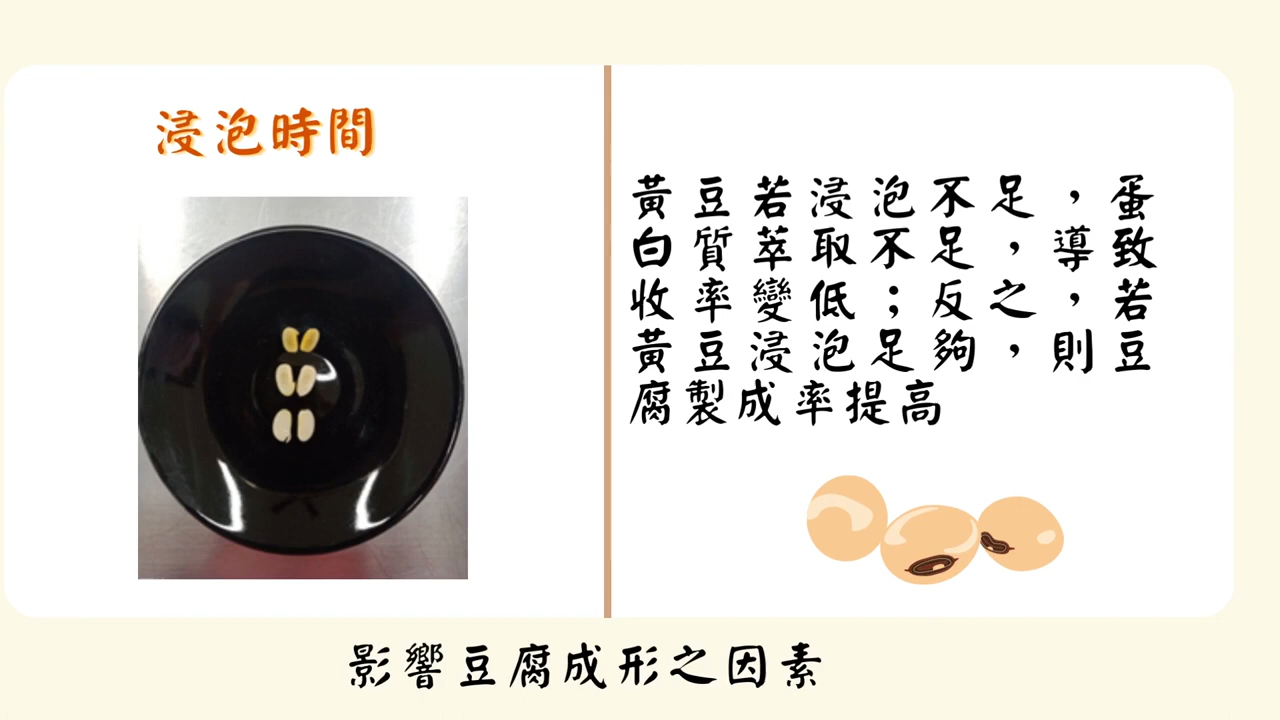 浸泡時間
黃豆若浸泡不足，蛋
白質萃取不足，導致
收率變低；反之，若
黃豆浸泡足夠，則豆
腐製成率提高
影響豆腐成形之因素